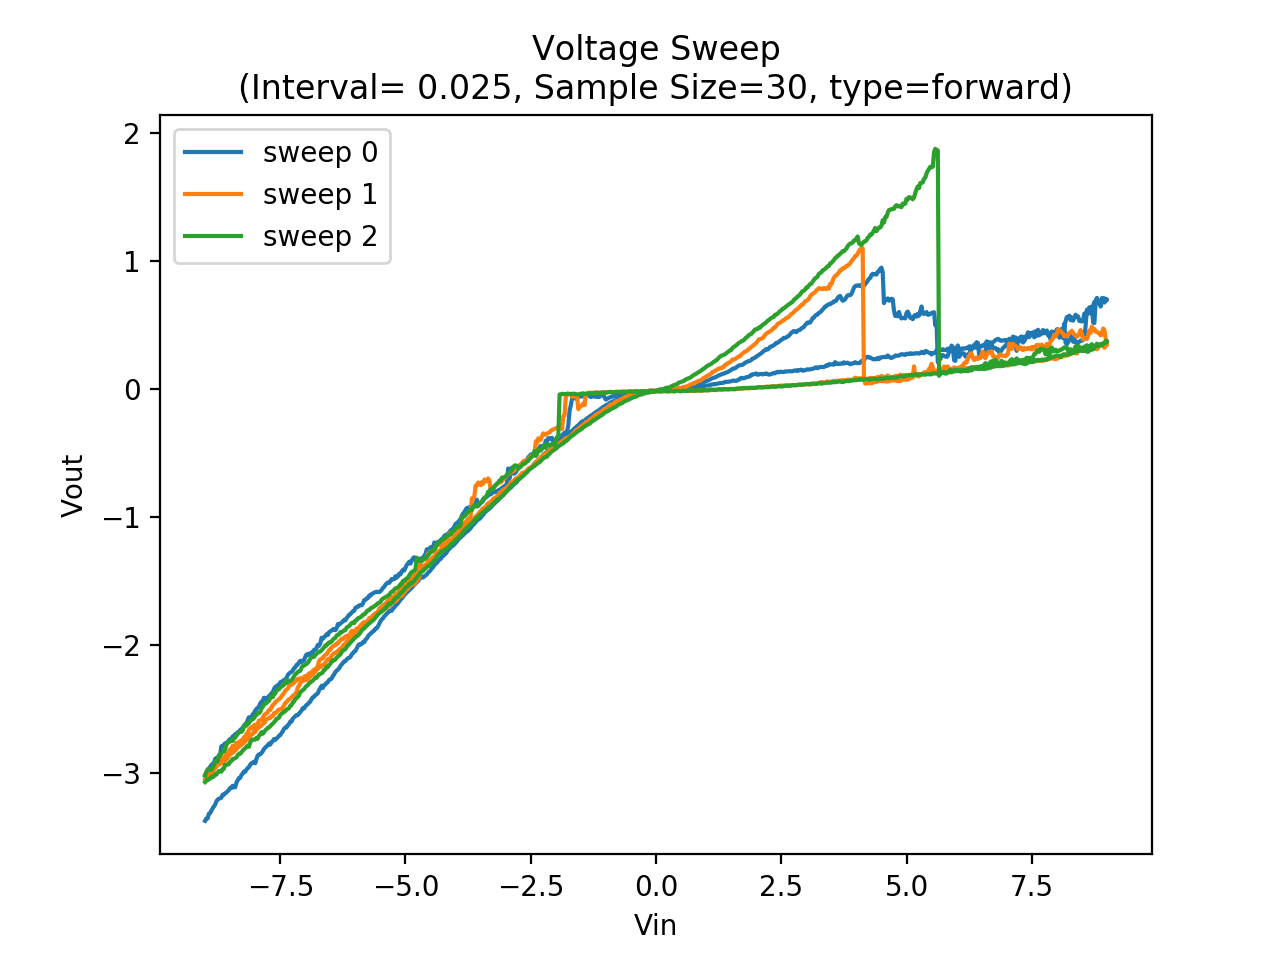 Voltage Sweep
(Interval= 0.025, Sample Size=30, type=forward)
sweep 0
sweep 1
sweep 2
2
1
0
−1
−2
−3
Vout
−7.5 −5.0 −2.5 0.0 2.5 5.0 7.5
Vin